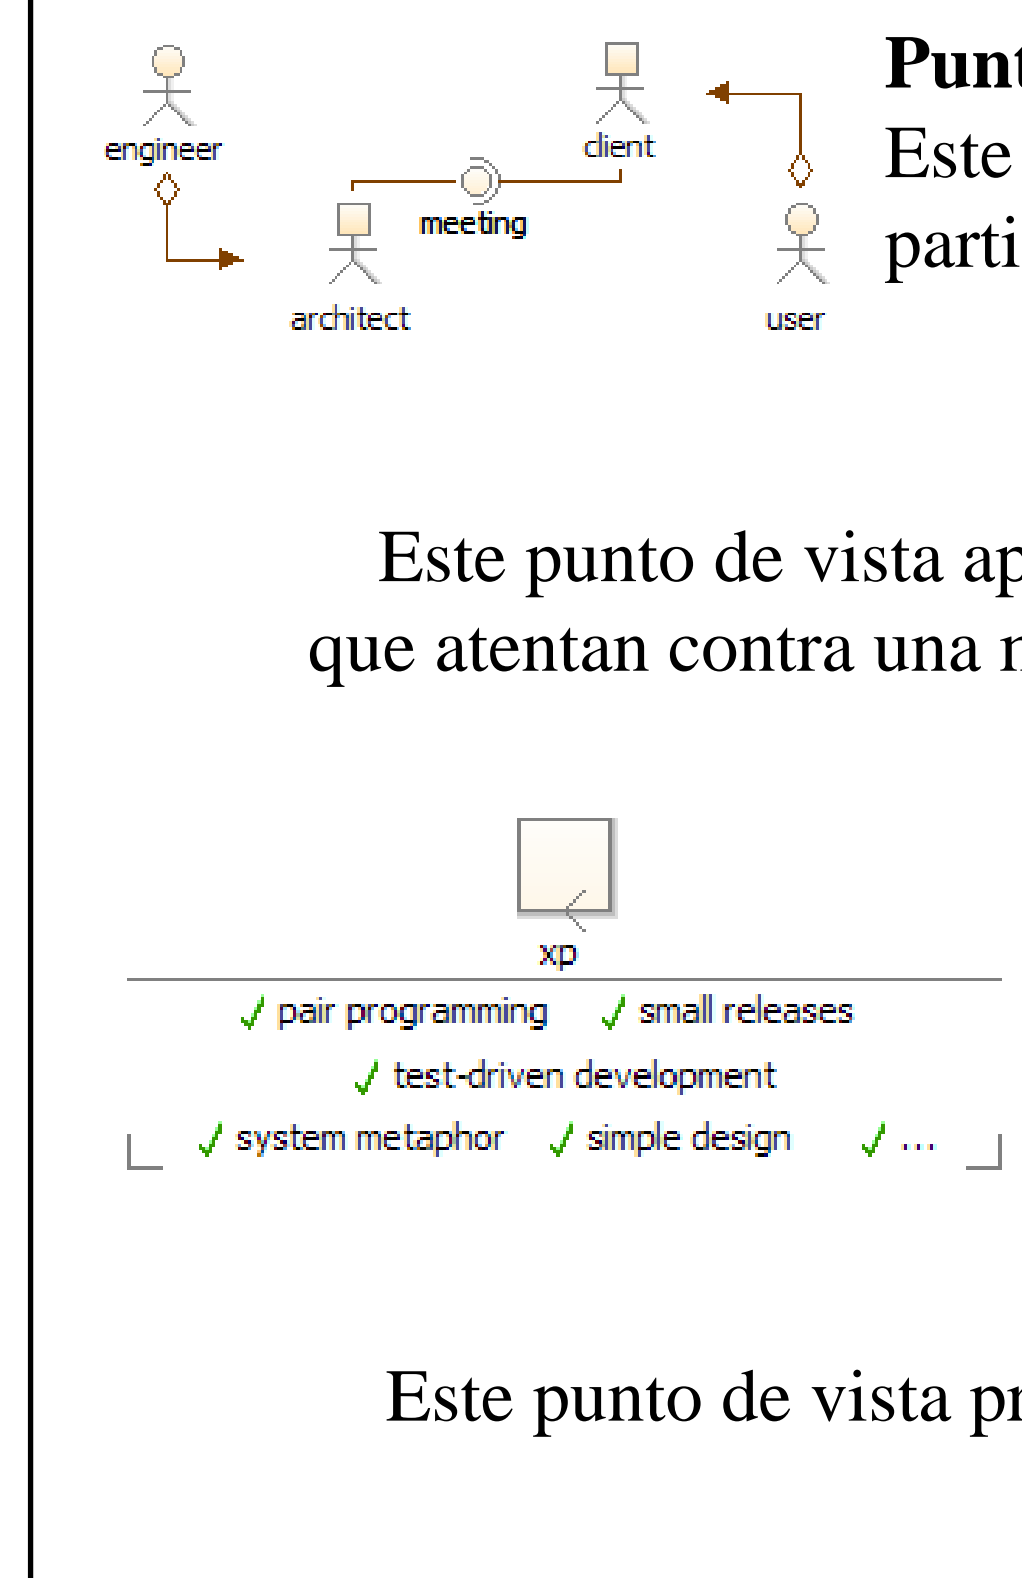 engineer
client
meeting
architect
user
Punt
Este
parti
Este punto de vista ap
que atentan contra una
xp
pair programming small releases
test-driven development
system metaphor simple design ...
Este punto de vista pr